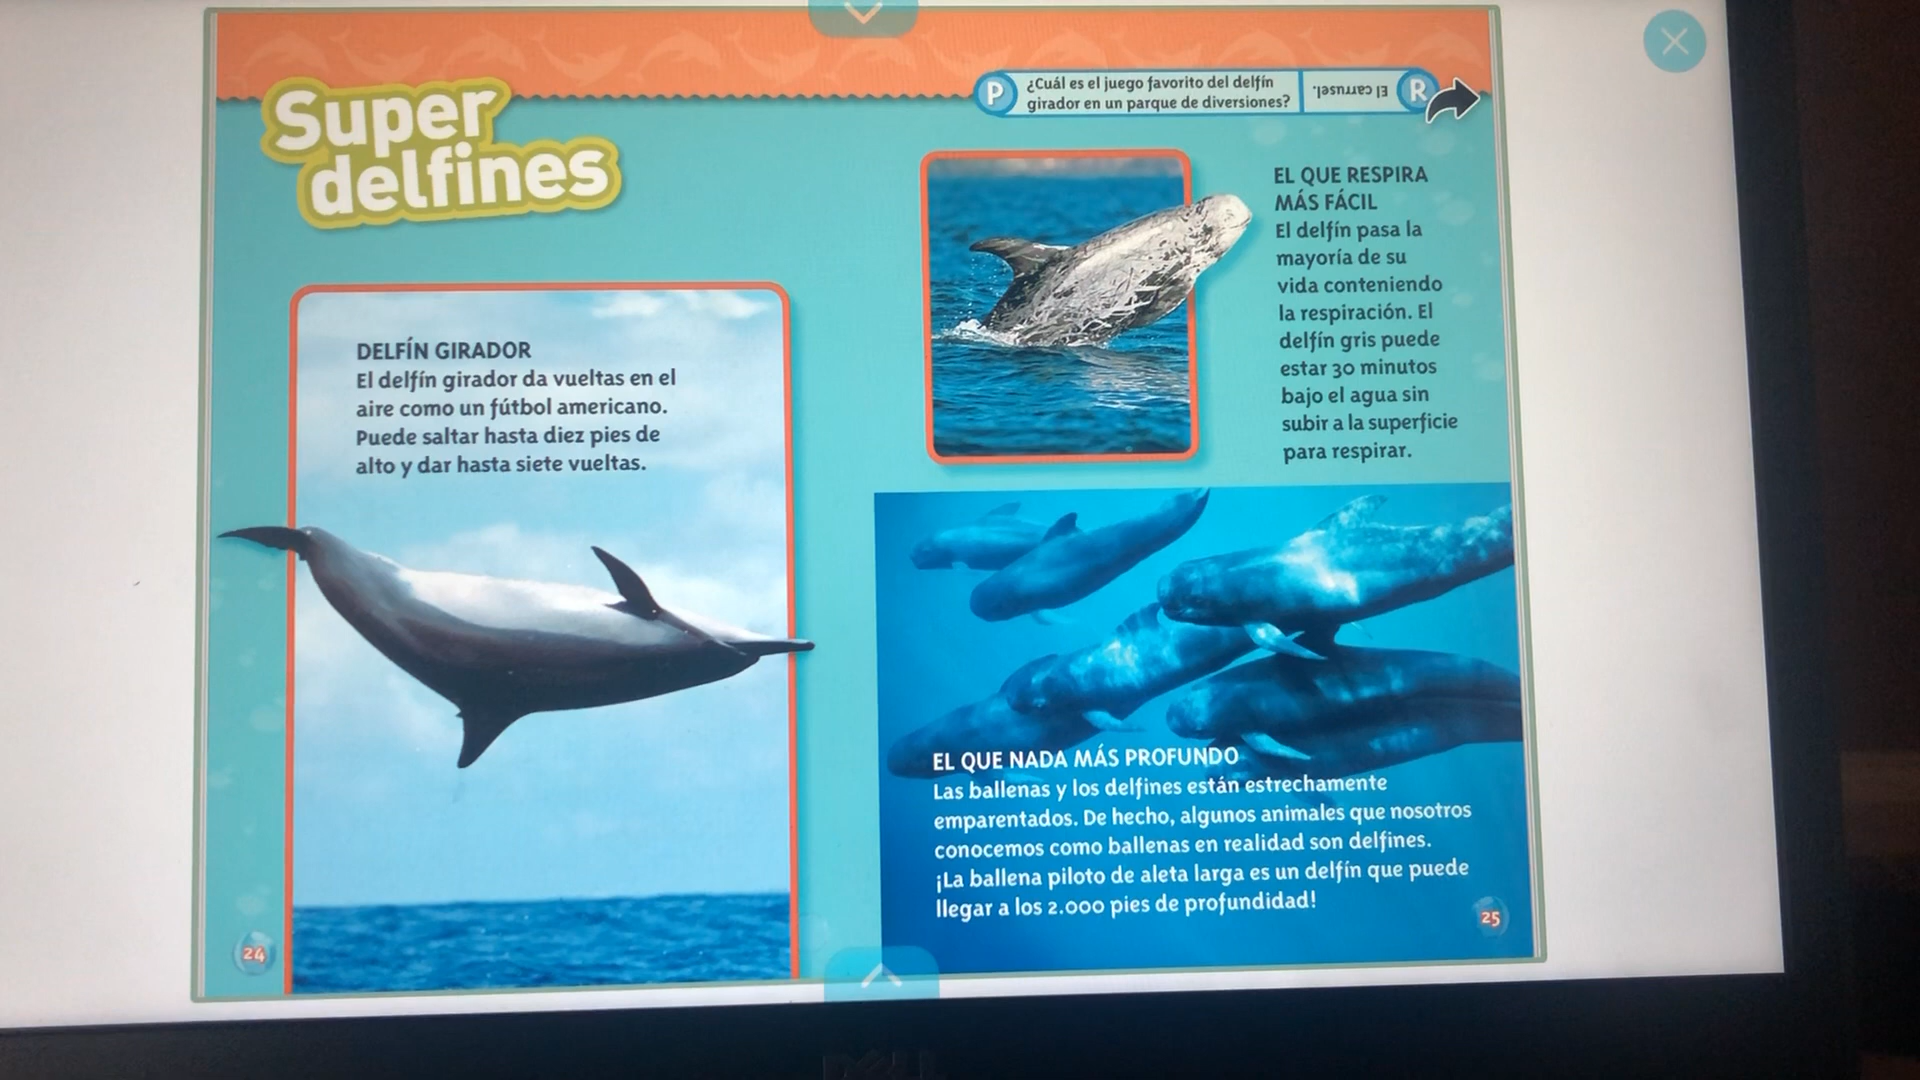 Super
delfines
P
¿Cuál es el juego favorito del delfín
girador en un parque de diversiones?
El carrusel.
R
DELFÍN GIRADOR
El delfín girador da vueltas en el
aire como un fútbol americano.
Puede saltar hasta diez pies de
alto y dar hasta siete vueltas.
24
EL QUE RESPIRA
MÁS FÁCIL
El delfín pasa la
mayoría de su
vida conteniendo
la respiración. El
delfín gris puede
estar 30 minutos
bajo el agua sin
subir a la superficie
para respirar.
EL QUE NADA MÁS PROFUNDO
Las ballenas y los delfines están estrechamente
emparentados. De hecho, algunos animales que nosotros
conocemos como ballenas en realidad son delfines.
¡La ballena piloto de aleta larga es un delfín que puede
llegar a los 2.000 pies de profundidad!
25